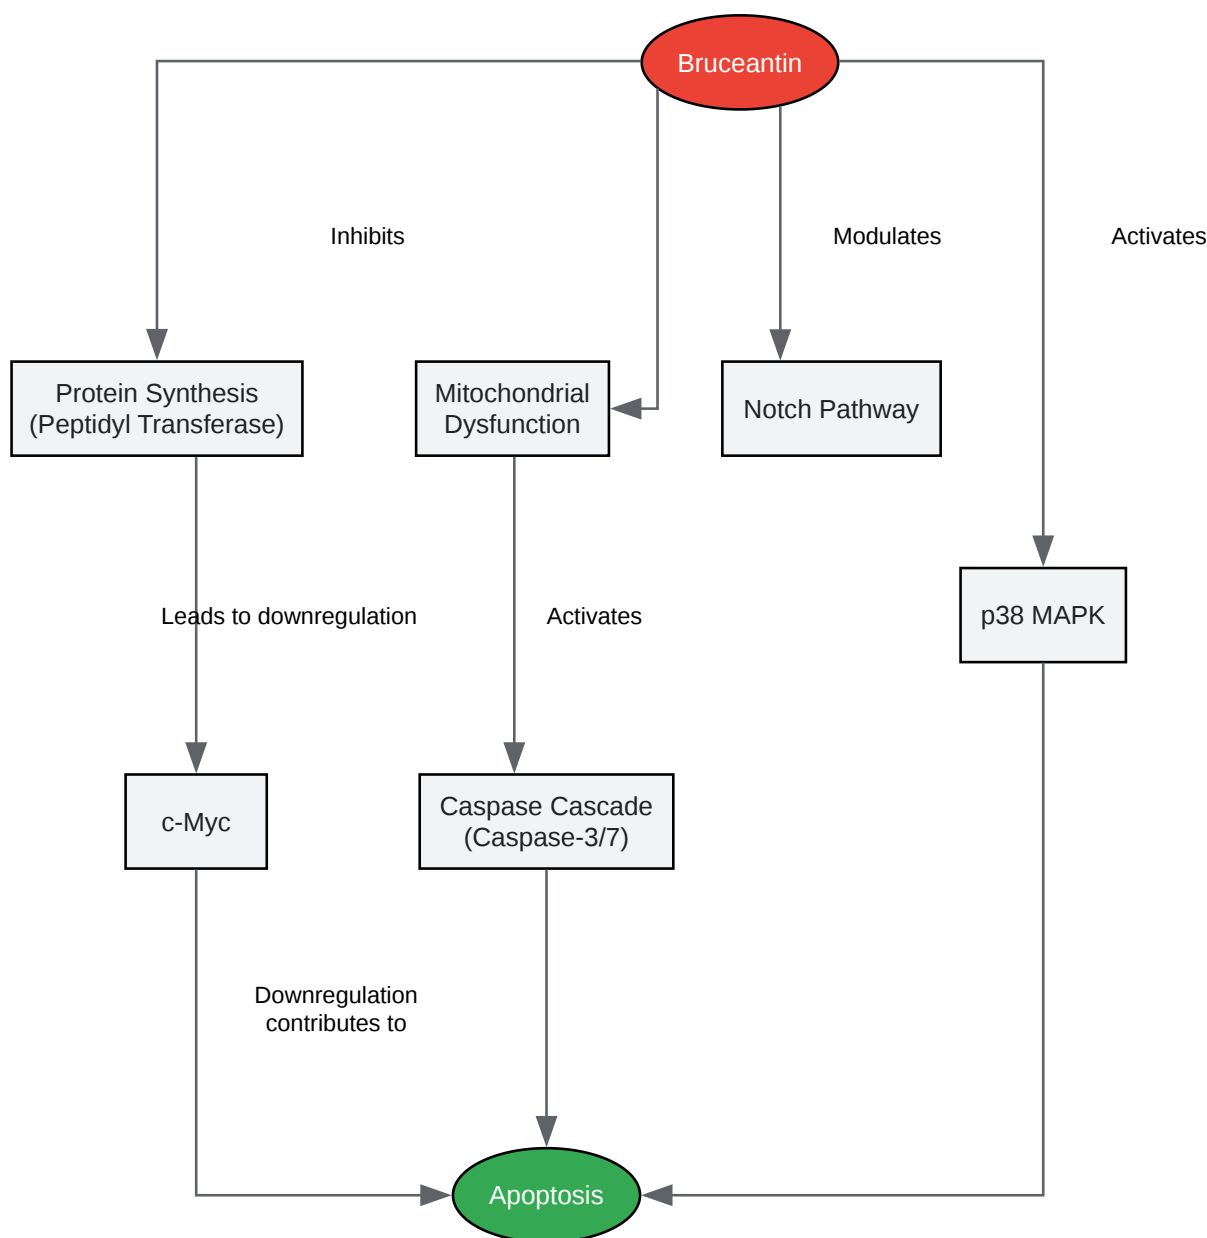 Bruceantin
Inhibits
Modulates
Activates
Protein Synthesis
(Peptidyl Transferase)
Mitochondrial
Dysfunction
Notch Pathway
Leads to downregulation
Activates
p38 MAPK
c-Myc
Caspase Cascade
(Caspase-3/7)
Downregulation
contributes to
Apoptosis